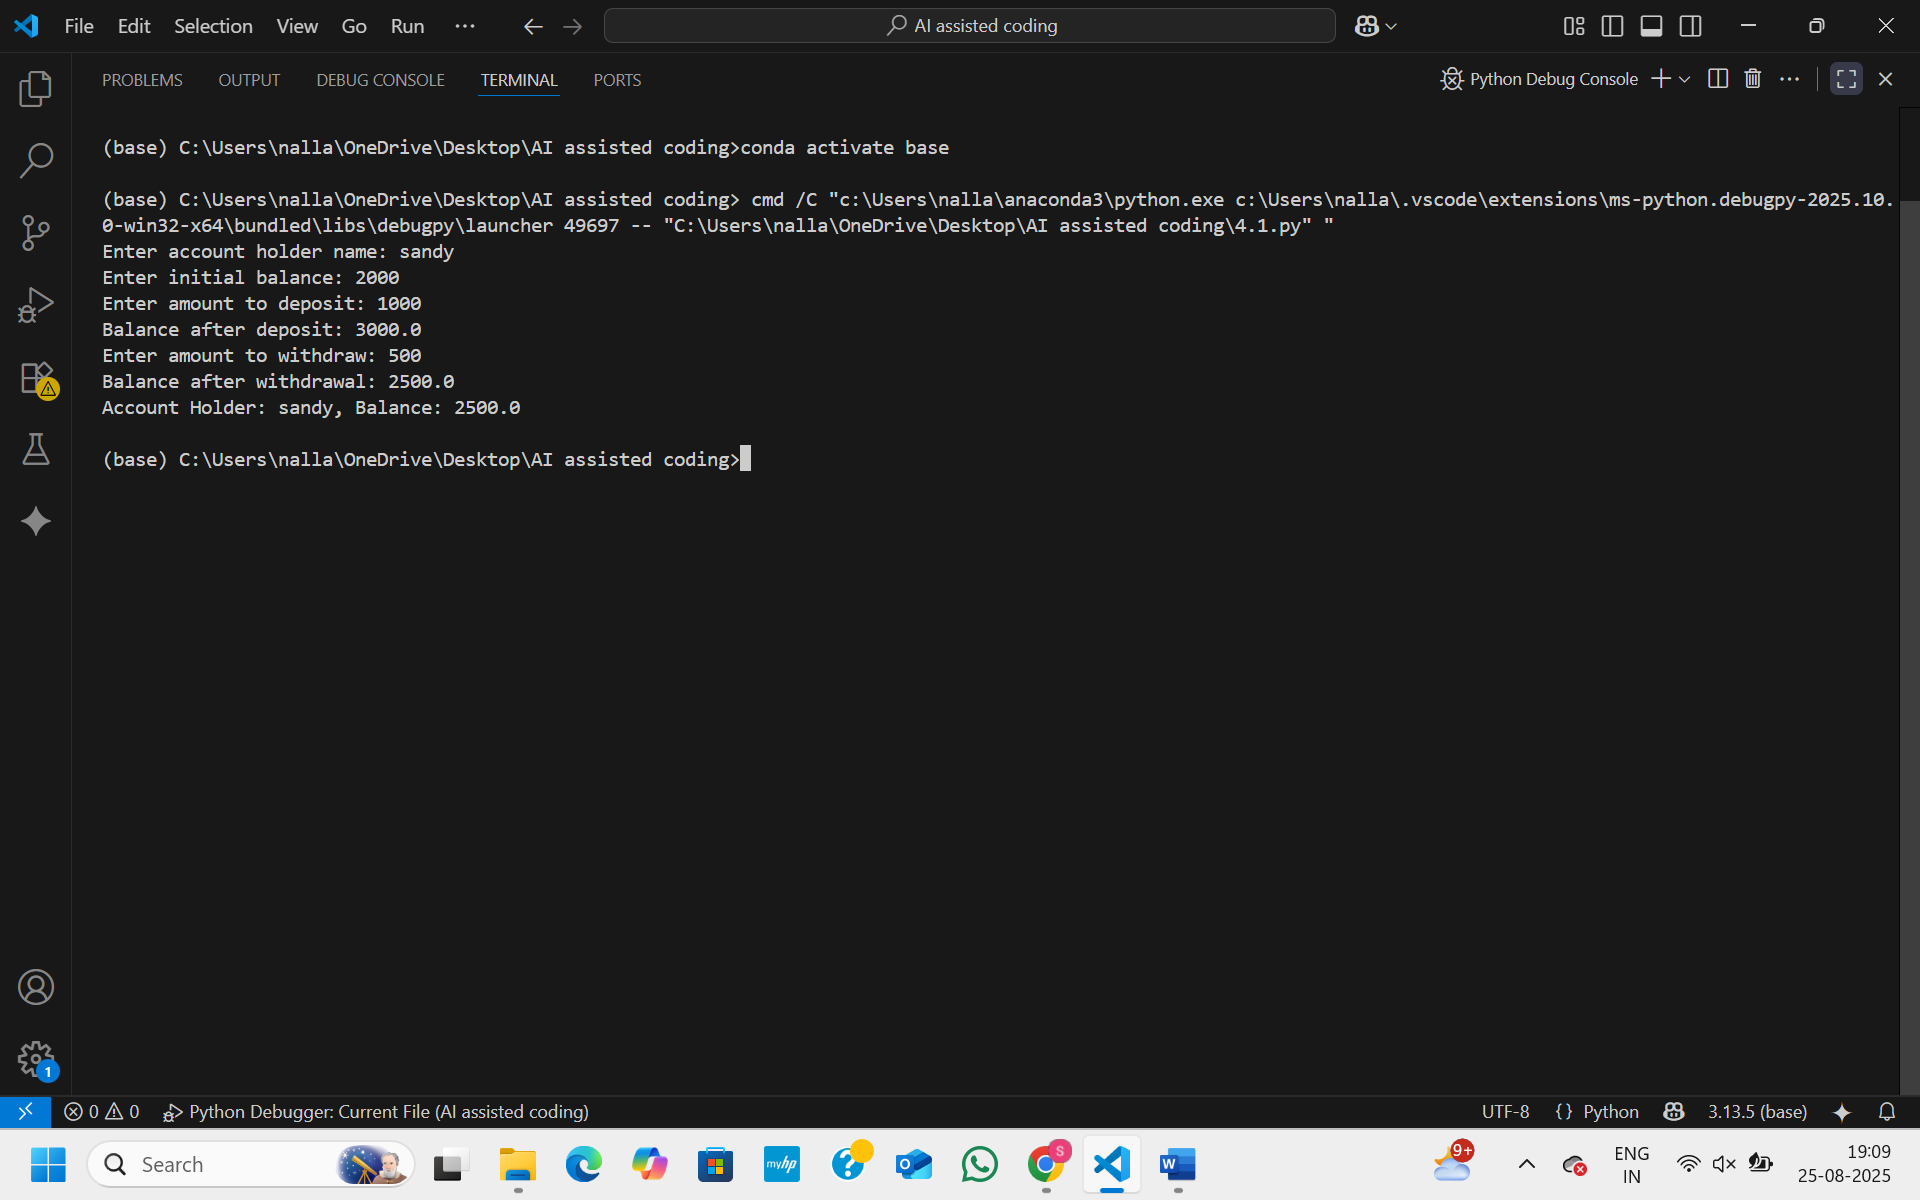 File Edit Selection View Go Run ··· AI assisted coding
PROBLEMS OUTPUT DEBUG CONSOLE TERMINAL PORTS Python Debug Console
(base) C:\Users\nalla\OneDrive\Desktop\AI assisted coding>conda activate base
(base) C:\Users\nalla\OneDrive\Desktop\AI assisted coding> cmd /C "c:\Users\nalla\anaconda3\python.exe c:\Users\nalla\.vscode\extensions\ms-python.debugpy-2025.10.
0-win32-x64\bundled\libs\debugpy\launcher 49697 -- "C:\Users\nalla\OneDrive\Desktop\AI assisted coding\4.1.py" "
Enter account holder name: sandy
Enter initial balance: 2000
Enter amount to deposit: 1000
Balance after deposit: 3000.0
Enter amount to withdraw: 500
Balance after withdrawal: 2500.0
Account Holder: sandy, Balance: 2500.0
(base) C:\Users\nalla\OneDrive\Desktop\AI assisted coding>
1
0 0 Python Debugger: Current File (AI assisted coding) UTF-8 {} Python 3.13.5 (base)
Search myhp O S W 9+ ENG 19:09
IN 25-08-2025